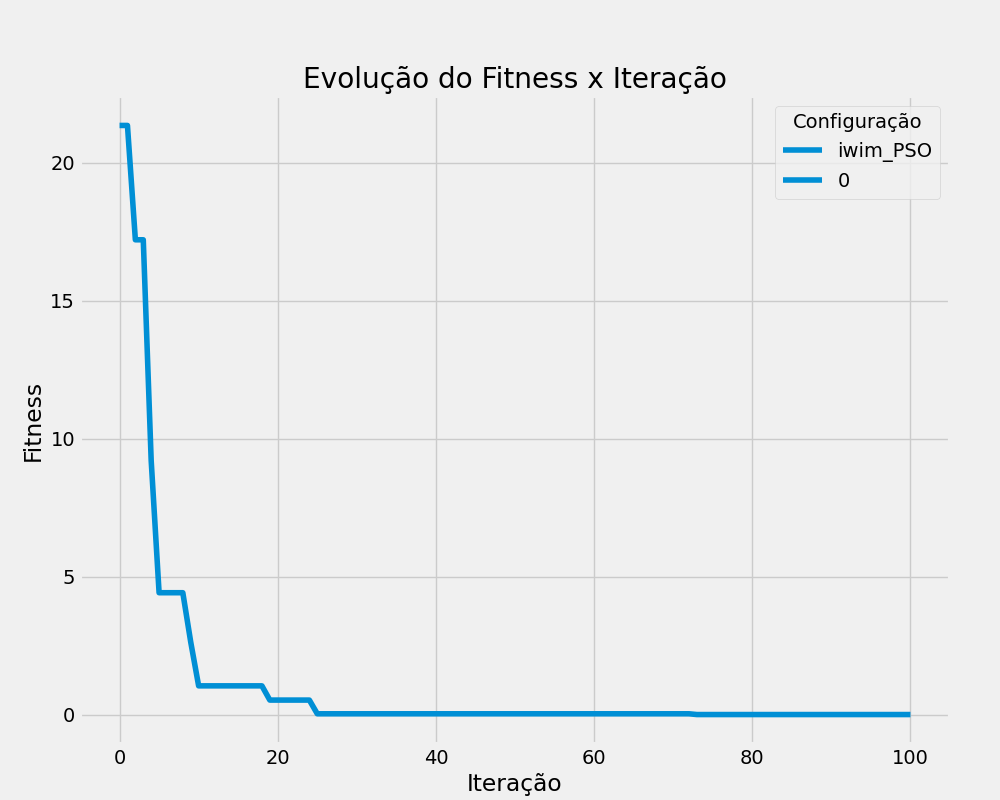 Evolução do Fitness x Iteração
Configuração
iwim_PSO
0
Fitness
20
15
10
5
0
0 20 40 60 80 100
Iteração